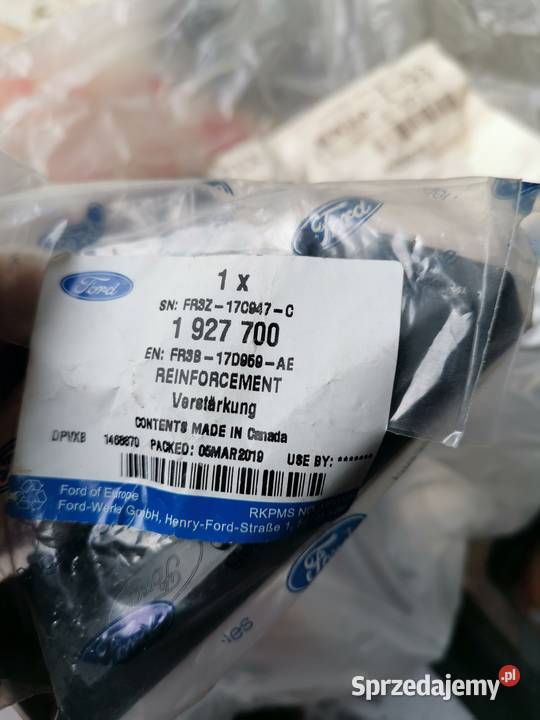 Ford
Ford
1 x
SN: FR3Z-17C947-C
1 927 700
EN: FR3B-17D959-AE
REINFORCEMENT
Verstärkung
CONTENTS MADE IN Canada
DPVXB 1468870 PACKED: 05MAR2019 USE BY: *******
Ford of Europe
Ford-Werke GmbH, Henry-Ford-Straße 1,
RKPMS NO
Ford
Ford
Ford
Sprzedajemy.pl